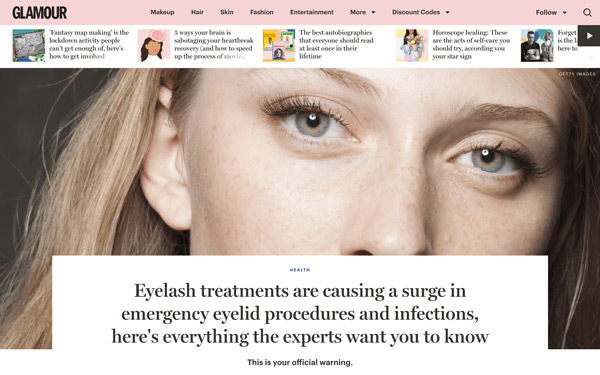 GLAMOUR
Makeup Hair Skin Fashion Entertainment More Discount Codes Follow
'Fantasy map making' is the
lockdown activity people
can't get enough of, here's
how to get involved
5 ways your brain is
sabotaging your heartbreak
recovery (and how to speed
up the process of moving
The best autobiographies
that everyone should read
at least once in their
lifetime
Horoscope healing: These
are the acts of self-care you
should try, according you
your star sign
Forget
is the la
here to
GETTY IMAGES
HEALTH
Eyelash treatments are causing a surge in
emergency eyelid procedures and infections,
here's everything the experts want you to know
This is your official warning.